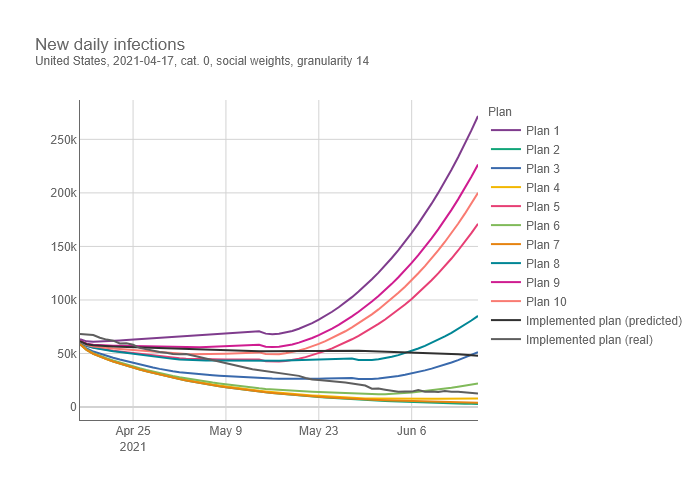 New daily infections
United States, 2021-04-17, cat. 0, social weights, granularity 14
Plan
Plan 1
Plan 2
Plan 3
Plan 4
Plan 5
Plan 6
Plan 7
Plan 8
Plan 9
Plan 10
Implemented plan (predicted)
Implemented plan (real)
250k
200k
150k
100k
50k
0
Apr 25
2021
May 9
May 23
Jun 6